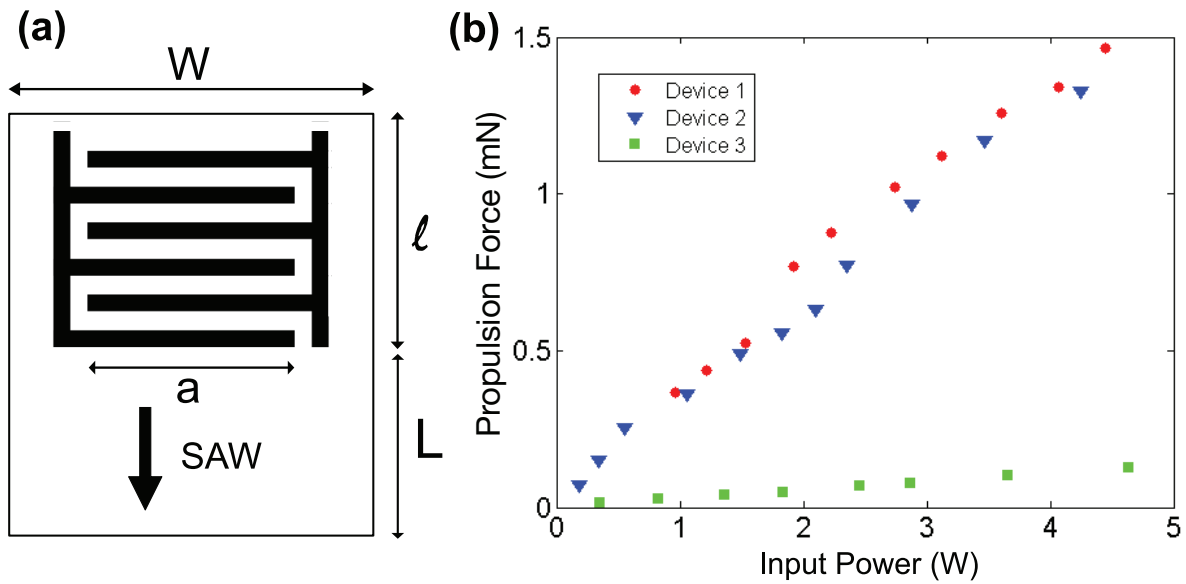 (a)
W
ℓ
a
L
SAW
(b)
Propulsion Force (mN)
1.5
1
0.5
0
Device 1
Device 2
Device 3
0 1 2 3 4 5
Input Power (W)